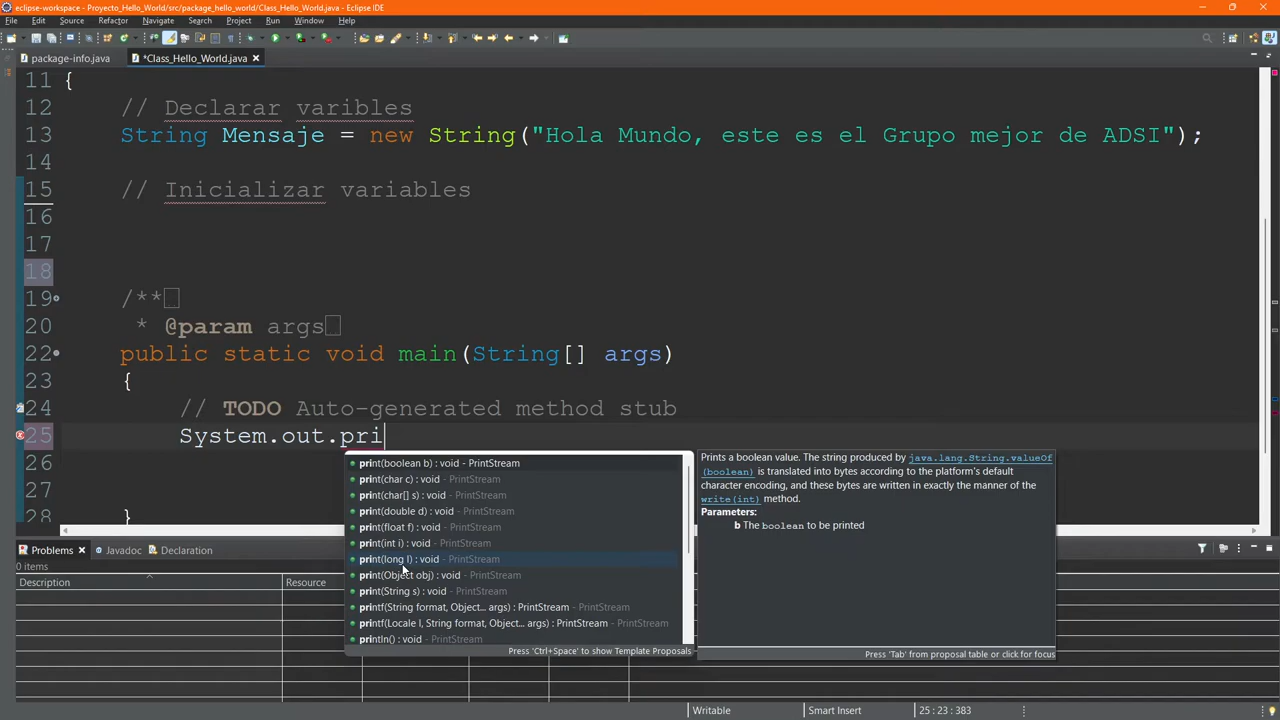 eclipse-workspace - Proyecto_Hello_World/src/package_hello_world/Class_Hello_World.java - Eclipse IDE
File Edit Source Refactor Navigate Search Project Run Window Help
package-info.java *Class_Hello_World.java
11 {
12 // Declarar varibles
13 String Mensaje = new String("Hola Mundo, este es el Grupo mejor de ADSI");
14
15 // Inicializar variables
16
17
18
19 /**
20 * @param args
22 public static void main(String[] args)
23 {
24 // TODO Auto-generated method stub
25 System.out.pri
26
27
28 }
print(boolean b) : void - PrintStream
print(char c) : void - PrintStream
print(char[] s) : void - PrintStream
print(double d) : void - PrintStream
print(float f) : void - PrintStream
print(int i) : void - PrintStream
print(long l) : void - PrintStream
print(Object obj) : void - PrintStream
print(String s) : void - PrintStream
printf(String format, Object... args) : PrintStream - PrintStream
printf(Locale l, String format, Object... args) : PrintStream - PrintStream
println() : void - PrintStream
Press 'Ctrl+Space' to show Template Proposals
Prints a boolean value. The string produced by java.lang.String.valueOf
(boolean) is translated into bytes according to the platform's default
character encoding, and these bytes are written in exactly the manner of the
write(int) method.
Parameters:
b The boolean to be printed
Press 'Tab' from proposal table or click for focus
Problems Javadoc Declaration
0 items
Description Resource
Writable Smart Insert 25 : 23 : 383